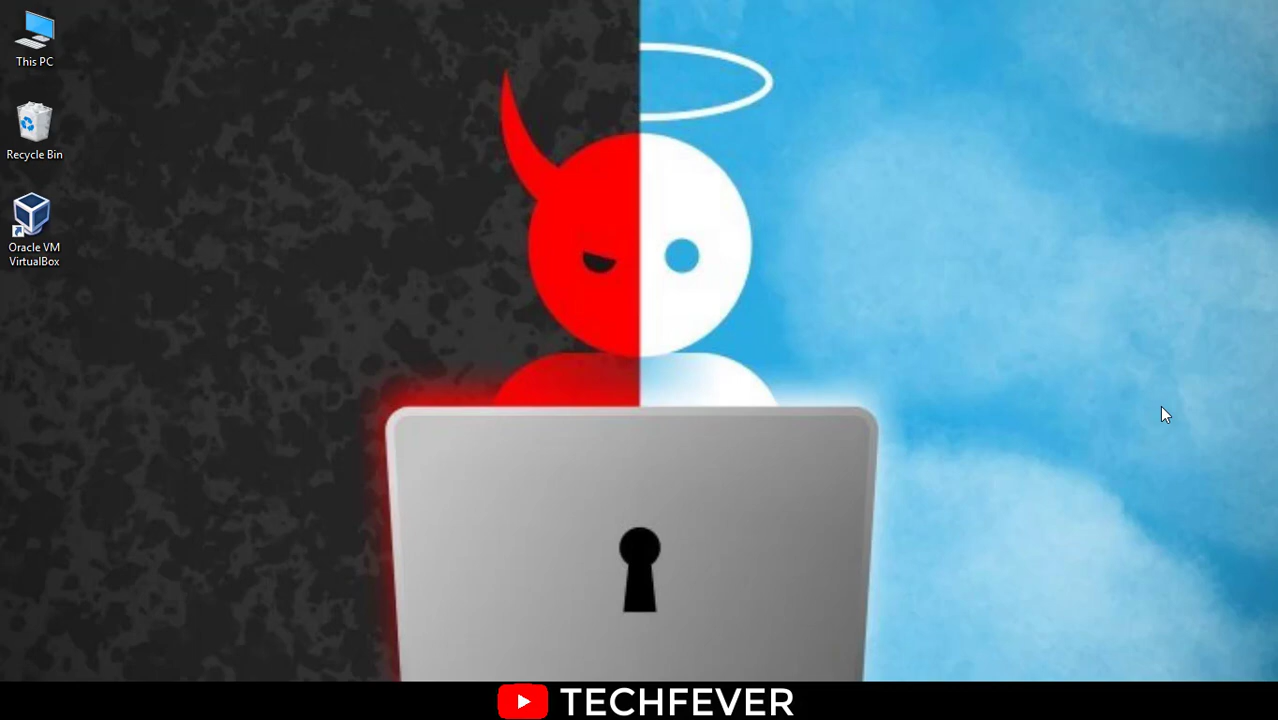 This PC
Recycle Bin
Oracle VM
VirtualBox
TECHFEVER